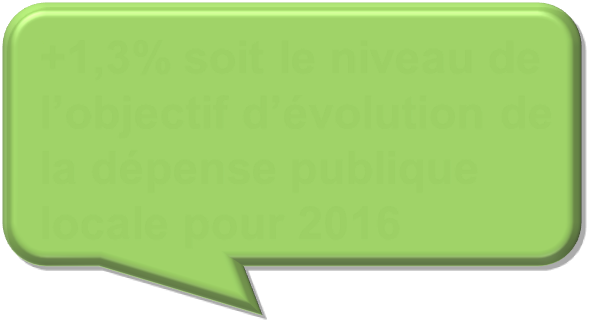 +1,3% soit le niveau de
l’objectif d’évolution de
la dépense publique
locale pour 2016